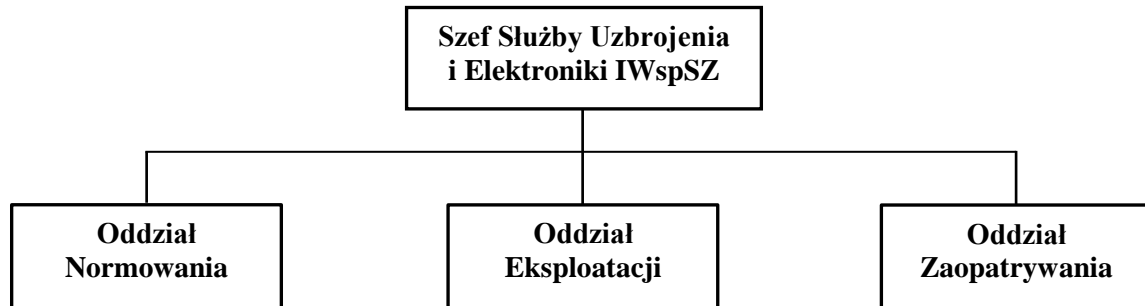 Szef Służby Uzbrojenia
i Elektroniki IWspSZ
Oddział
Normowania
Oddział
Eksploatacji
Oddział
Zaopatrywania